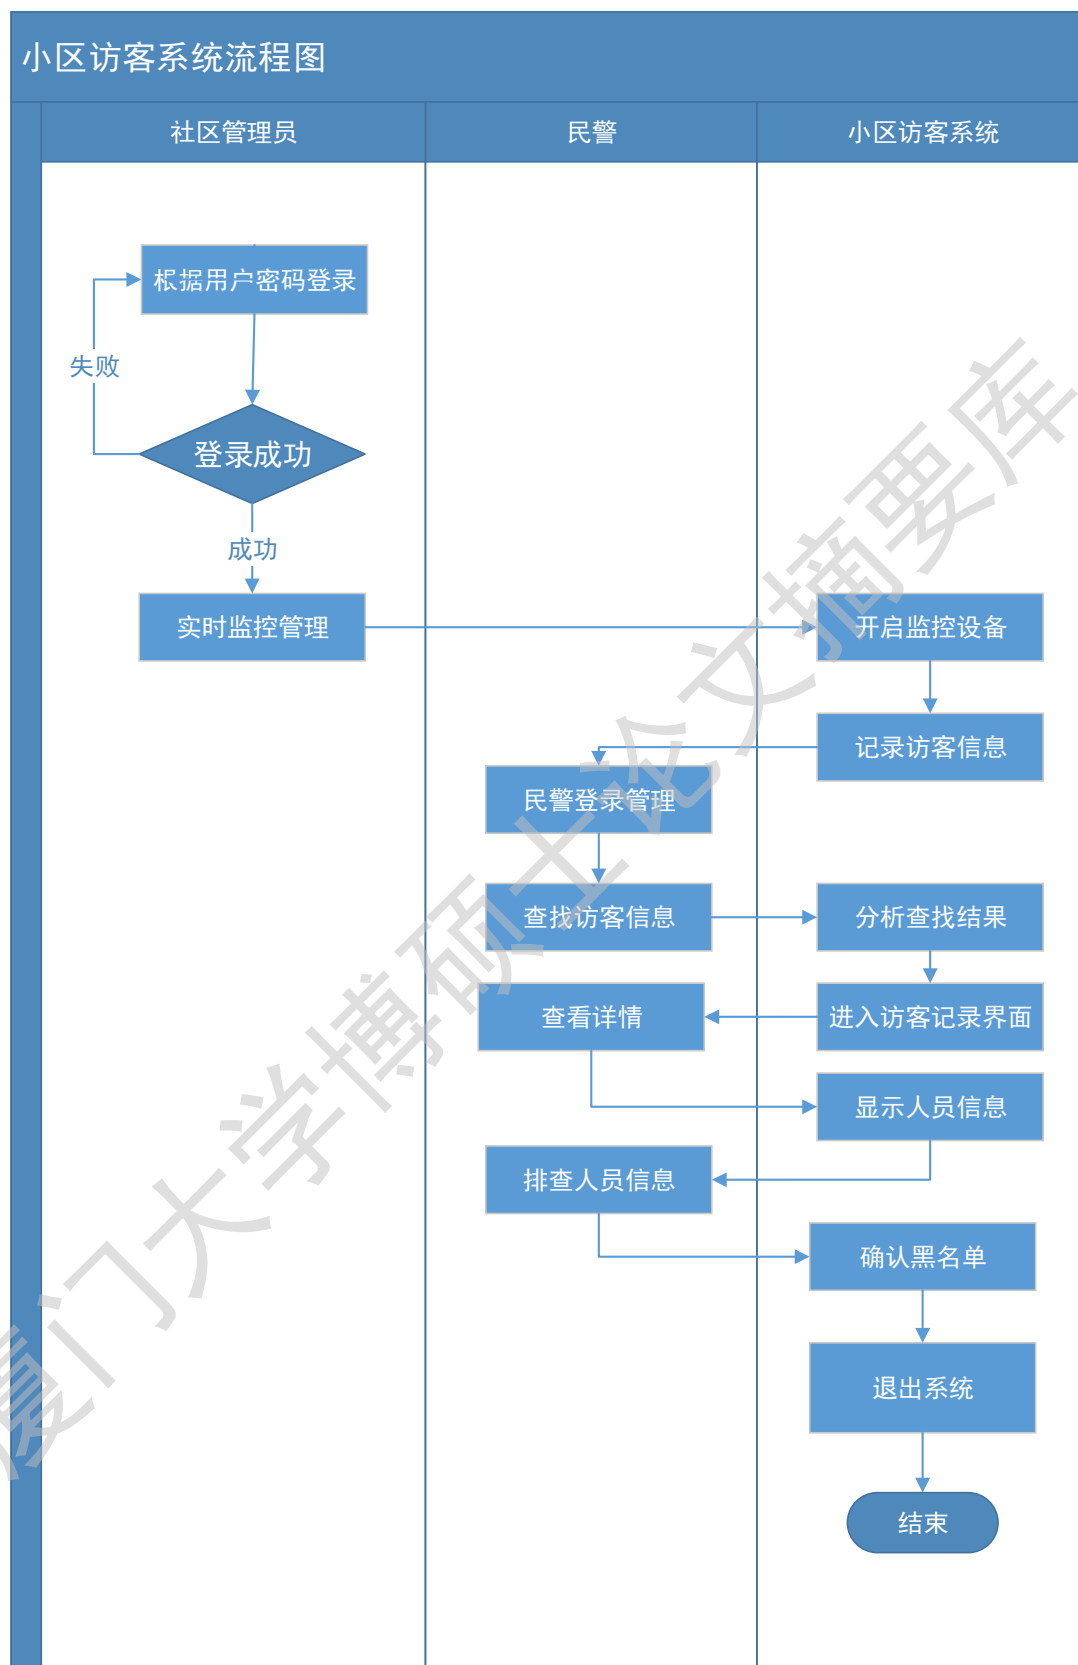 小区访客系统流程图
社区管理员
民警
小区访客系统
根据用户密码登录
失败
登录成功
成功
实时监控管理
开启监控设备
记录访客信息
民警登录管理
查找访客信息
分析查找结果
查看详情
进入访客记录界面
显示人员信息
排查人员信息
确认黑名单
退出系统
结束
厦门大学博硕士论文摘要库